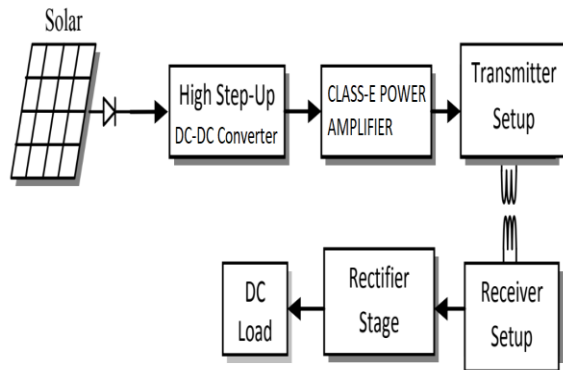 Solar
High Step-Up
DC-DC Converter
CLASS-E POWER
AMPLIFIER
Transmitter
Setup
DC
Load
Rectifier
Stage
Receiver
Setup